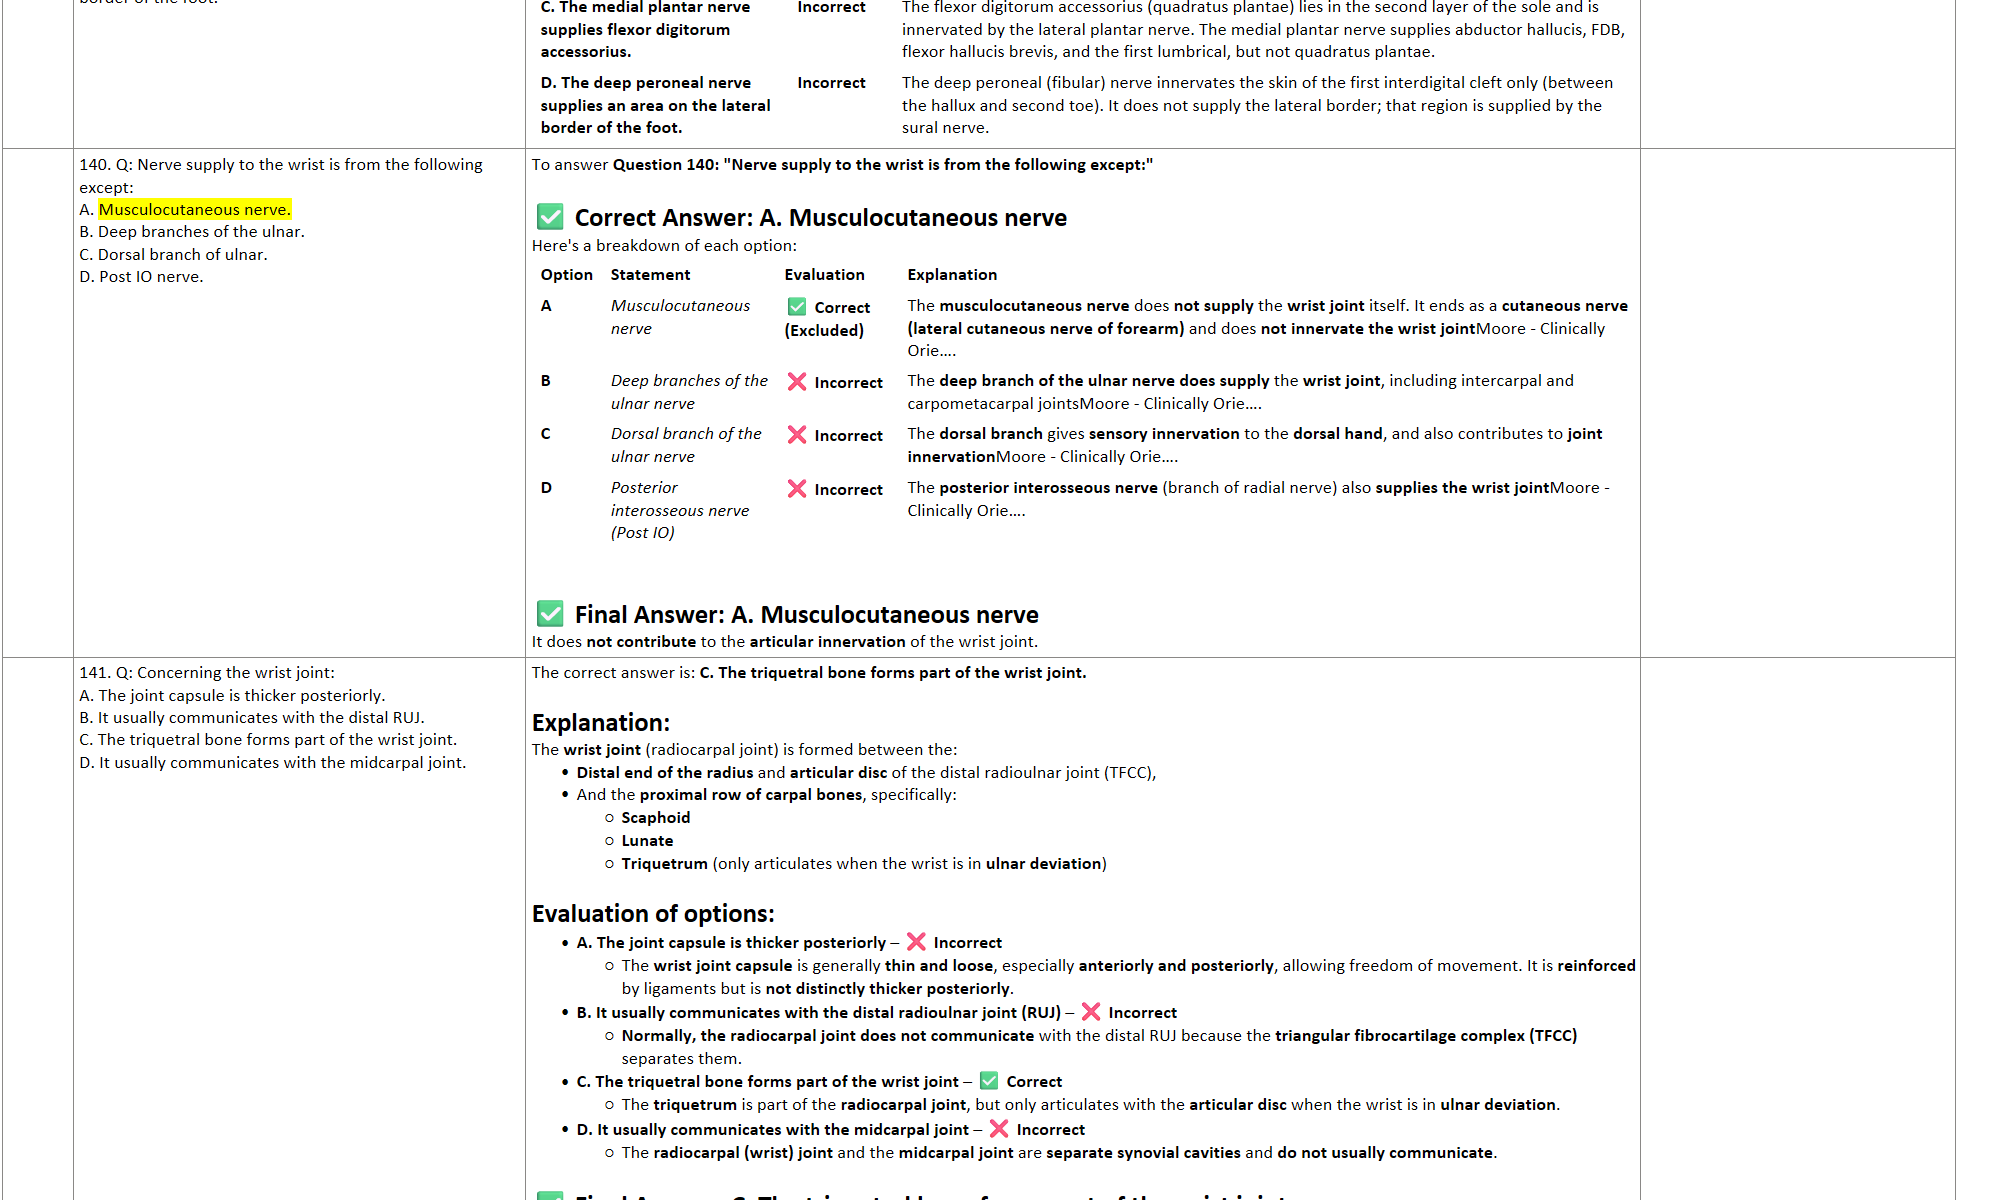 border of the foot.
C. The medial plantar nerve supplies flexor digitorum accessorius.
Incorrect
The flexor digitorum accessorius (quadratus plantae) lies in the second layer of the sole and is
innervated by the lateral plantar nerve. The medial plantar nerve supplies abductor hallucis, FDB,
flexor hallucis brevis, and the first lumbrical, but not quadratus plantae.
D. The deep peroneal nerve
supplies an area on the lateral
border of the foot.
Incorrect
The deep peroneal (fibular) nerve innervates the skin of the first interdigital cleft only (between
the hallux and second toe). It does not supply the lateral border; that region is supplied by the
sural nerve.
140. Q: Nerve supply to the wrist is from the following
except:
A. Musculocutaneous nerve.
B. Deep branches of the ulnar.
C. Dorsal branch of ulnar.
D. Post IO nerve.
To answer Question 140: "Nerve supply to the wrist is from the following except:"
✅ Correct Answer: A. Musculocutaneous nerve
Here's a breakdown of each option:
Option Statement Evaluation Explanation
A
Musculocutaneous
nerve
✅ Correct
(Excluded)
The musculocutaneous nerve does not supply the wrist joint itself. It ends as a cutaneous nerve
(lateral cutaneous nerve of forearm) and does not innervate the wrist jointMoore - Clinically
Orie….
B
Deep branches of the
ulnar nerve
❌ Incorrect
The deep branch of the ulnar nerve does supply the wrist joint, including intercarpal and
carpometacarpal jointsMoore - Clinically Orie….
C
Dorsal branch of the
ulnar nerve
❌ Incorrect
The dorsal branch gives sensory innervation to the dorsal hand, and also contributes to joint
innervationMoore - Clinically Orie….
D
Posterior
interosseous nerve
(Post IO)
❌ Incorrect
The posterior interosseous nerve (branch of radial nerve) also supplies the wrist jointMoore -
Clinically Orie….
✅ Final Answer: A. Musculocutaneous nerve
It does not contribute to the articular innervation of the wrist joint.
141. Q: Concerning the wrist joint:
A. The joint capsule is thicker posteriorly.
B. It usually communicates with the distal RUJ.
C. The triquetral bone forms part of the wrist joint.
D. It usually communicates with the midcarpal joint.
The correct answer is: C. The triquetral bone forms part of the wrist joint.
Explanation:
The wrist joint (radiocarpal joint) is formed between the:
• Distal end of the radius and articular disc of the distal radioulnar joint (TFCC),
• And the proximal row of carpal bones, specifically:
○ Scaphoid
○ Lunate
○ Triquetrum (only articulates when the wrist is in ulnar deviation)
Evaluation of options:
• A. The joint capsule is thicker posteriorly – ❌ Incorrect
○ The wrist joint capsule is generally thin and loose, especially anteriorly and posteriorly, allowing freedom of movement. It is reinforced
by ligaments but is not distinctly thicker posteriorly.
• B. It usually communicates with the distal radioulnar joint (RUJ) – ❌ Incorrect
○ Normally, the radiocarpal joint does not communicate with the distal RUJ because the triangular fibrocartilage complex (TFCC)
separates them.
• C. The triquetral bone forms part of the wrist joint – ✅ Correct
○ The triquetrum is part of the radiocarpal joint, but only articulates with the articular disc when the wrist is in ulnar deviation.
• D. It usually communicates with the midcarpal joint – ❌ Incorrect
○ The radiocarpal (wrist) joint and the midcarpal joint are separate synovial cavities and do not usually communicate.
✅ Final Answer: C. The triquetral bone forms part of the wrist joint